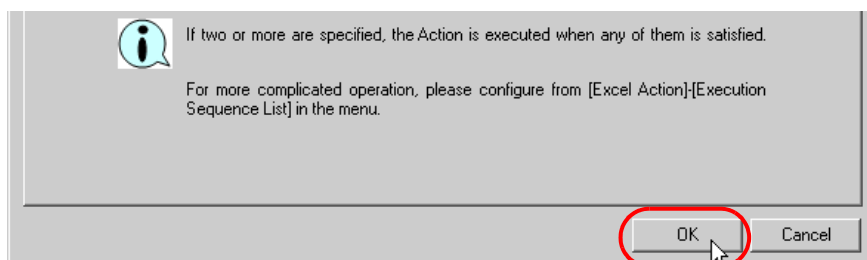 If two or more are specified, the Action is executed when any of them is satisfied.
For more complicated operation, please configure from [Excel Action]-[Execution
Sequence List] in the menu.
OK
Cancel